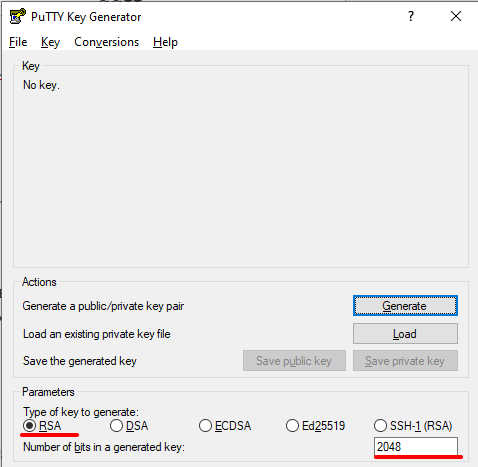 PuTTY Key Generator ? ×
File Key Conversions Help
Key
No key.
Actions
Generate a public/private key pair Generate
Load an existing private key file Load
Save the generated key Save public key Save private key
Parameters
Type of key to generate:
RSA DSA ECDSA Ed25519 SSH-1 (RSA)
Number of bits in a generated key: 2048